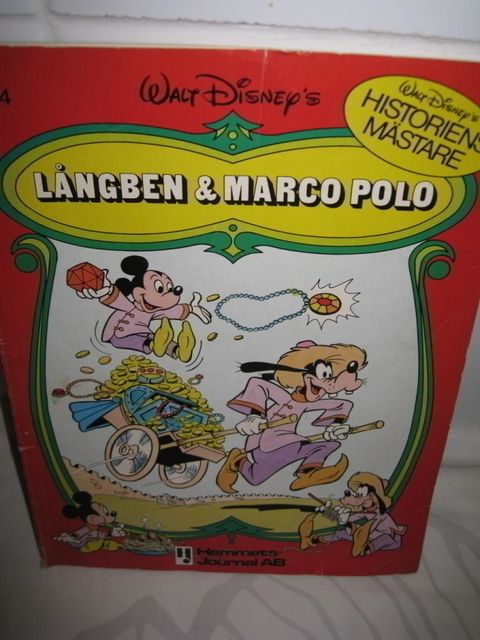 4
Walt Disney's
Walt Disney's
HISTORIENS
MÄSTARE
LÅNGBEN & MARCO POLO
Hemmets
Journal AB